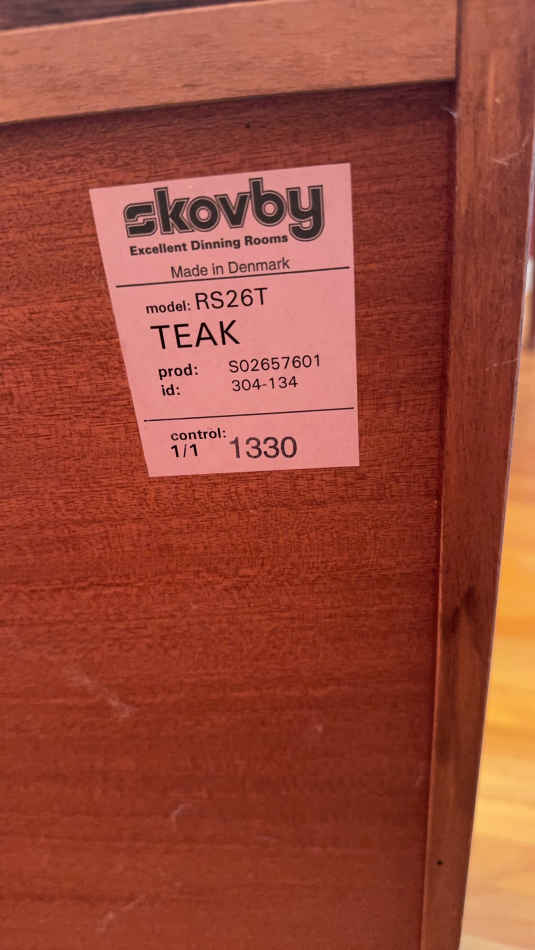 skovby
Excellent Dinning Rooms
Made in Denmark
model: RS26T
TEAK
prod: S02657601
id: 304-134
control:
1/1 1330